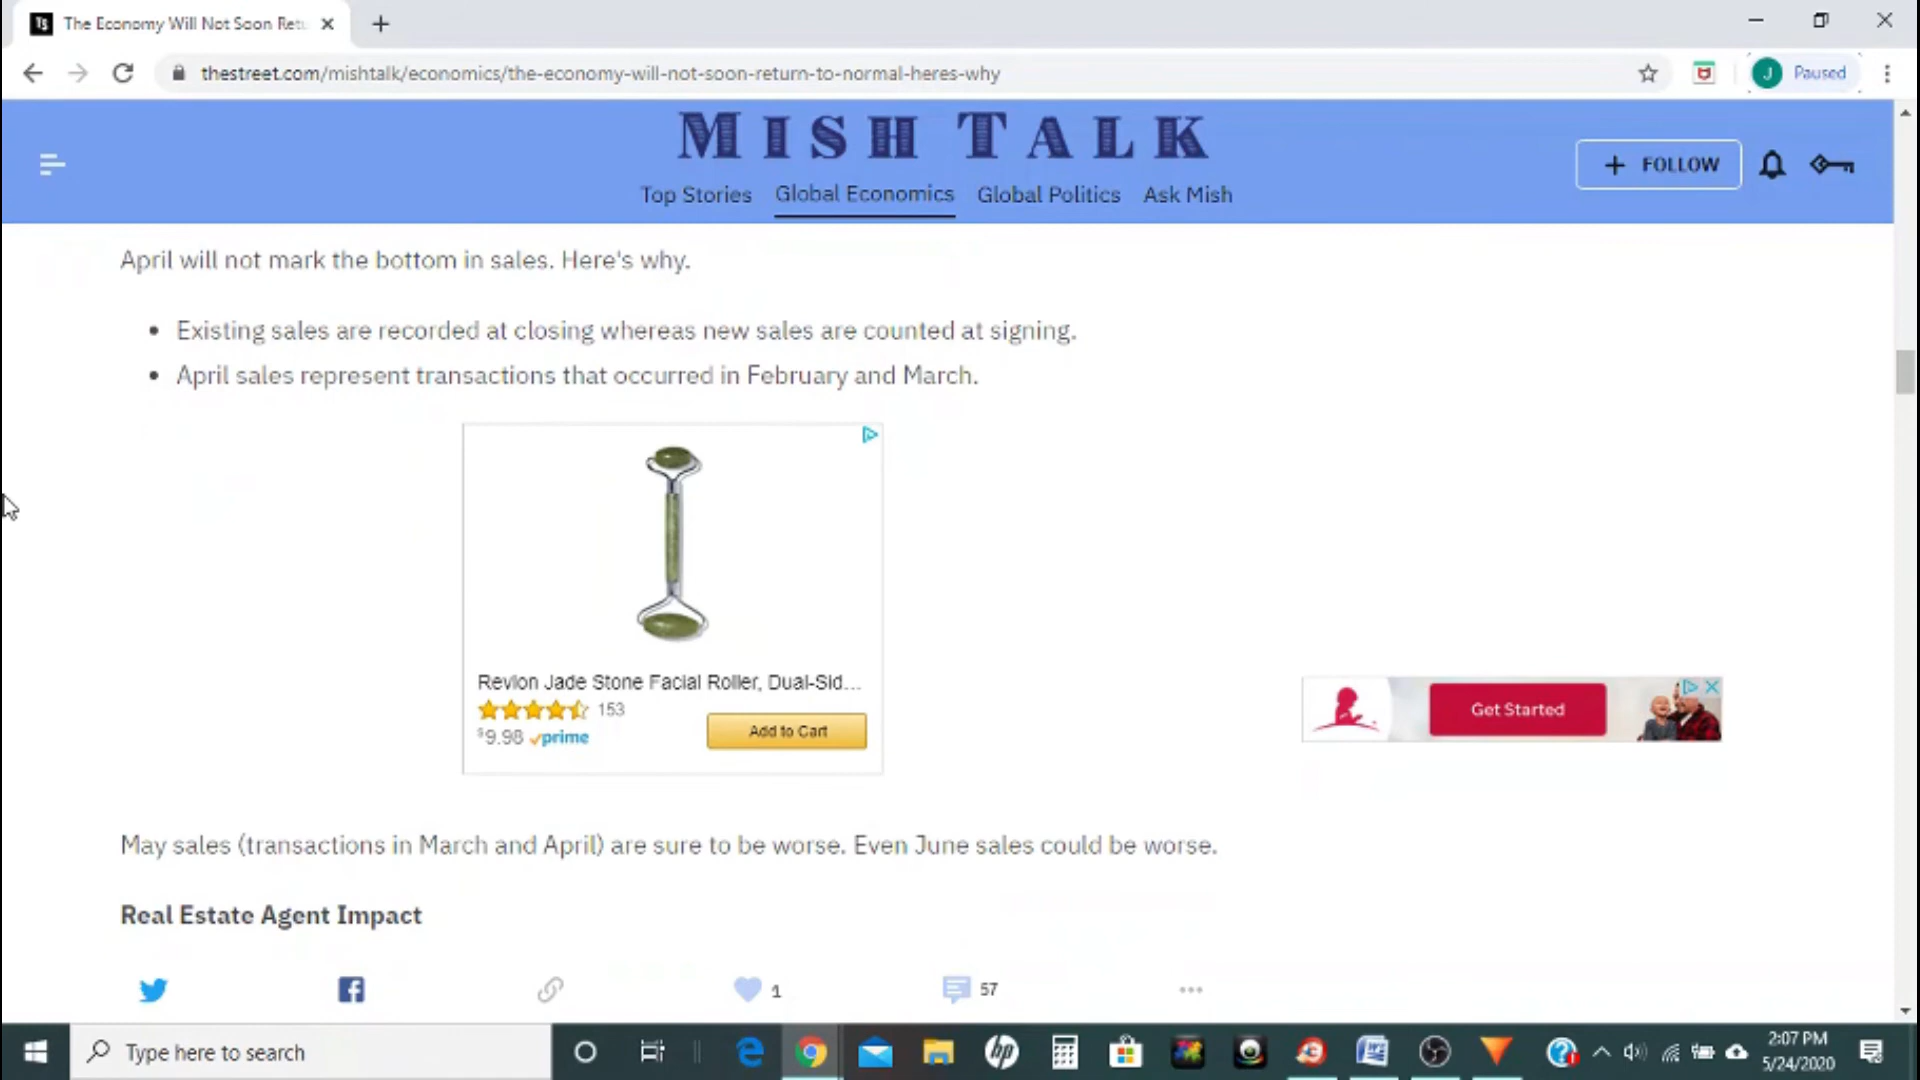 The Economy Will Not Soon Retu
thestreet.com/mishtalk/economics/the-economy-will-not-soon-return-to-normal-heres-why
J Paused
MISH TALK
Top Stories Global Economics Global Politics Ask Mish
+ FOLLOW
April will not mark the bottom in sales. Here's why.
• Existing sales are recorded at closing whereas new sales are counted at signing.
• April sales represent transactions that occurred in February and March.
Revlon Jade Stone Facial Roller, Dual-Sid...
153
$9.98 prime
Add to Cart
Get Started
May sales (transactions in March and April) are sure to be worse. Even June sales could be worse.
Real Estate Agent Impact
1
57
Type here to search
2:07 PM
5/24/2020